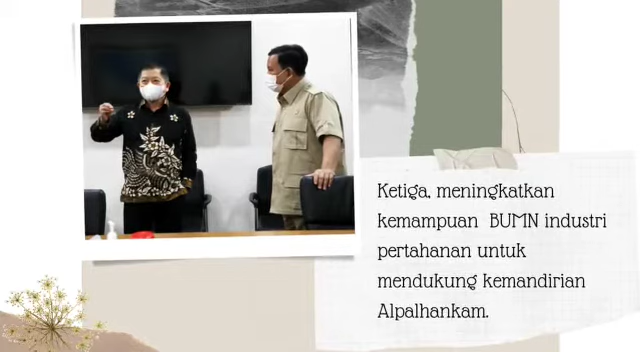 Ketiga, meningkatkan
kemampuan BUMN industri
pertahanan untuk
mendukung kemandirian
Alpalhankam.